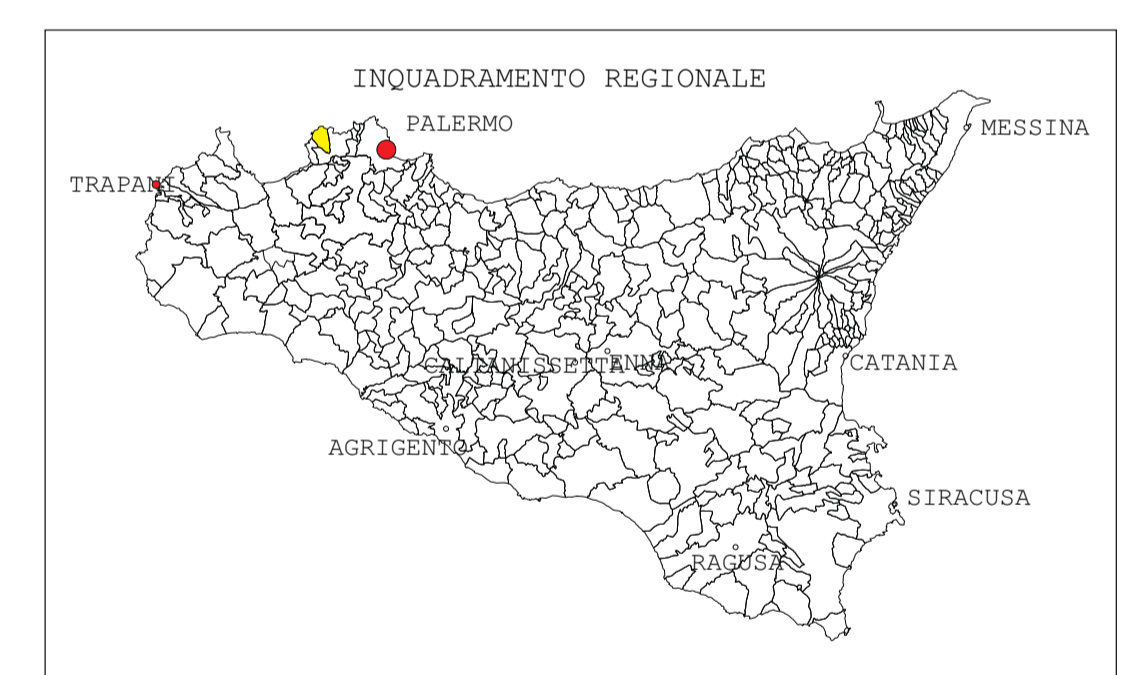 INQUADRAMENTO REGIONALE
PALERMO
MESSINA
TRAPANI
CALTANISSETTA
ENNA
CATANIA
AGRIGENTO
SIRACUSA
RAGUSA